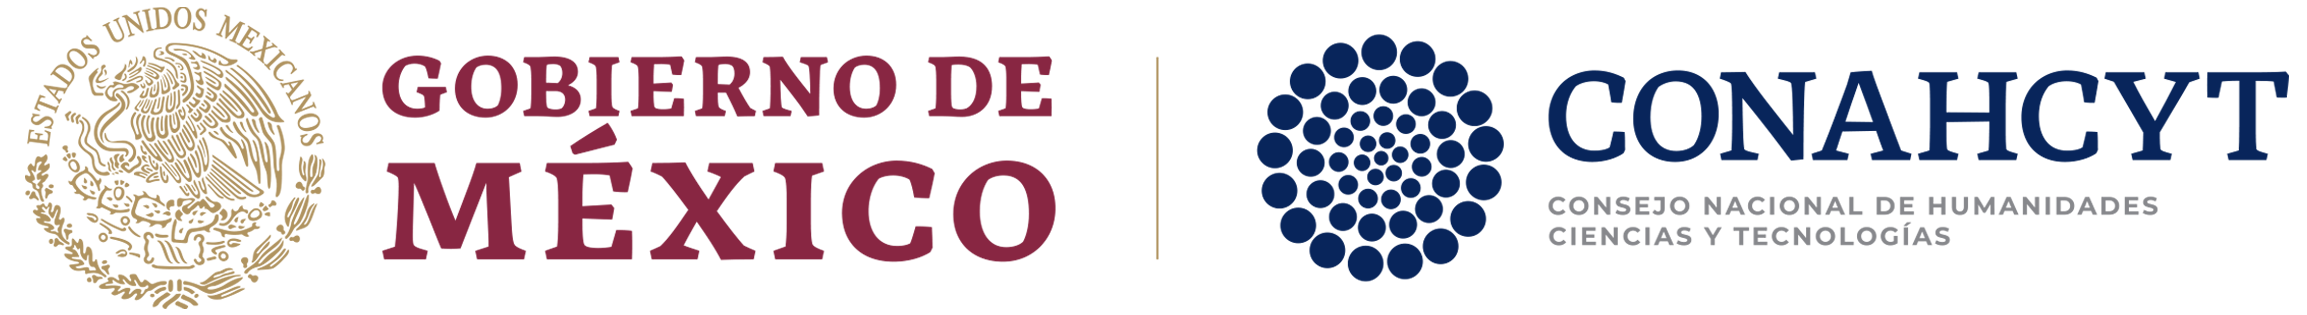 ESTADOS UNIDOS MEXICANOS
GOBIERNO DE
MÉXICO
CONAHCYT
CONSEJO NACIONAL DE HUMANIDADES
CIENCIAS Y TECNOLOGÍAS